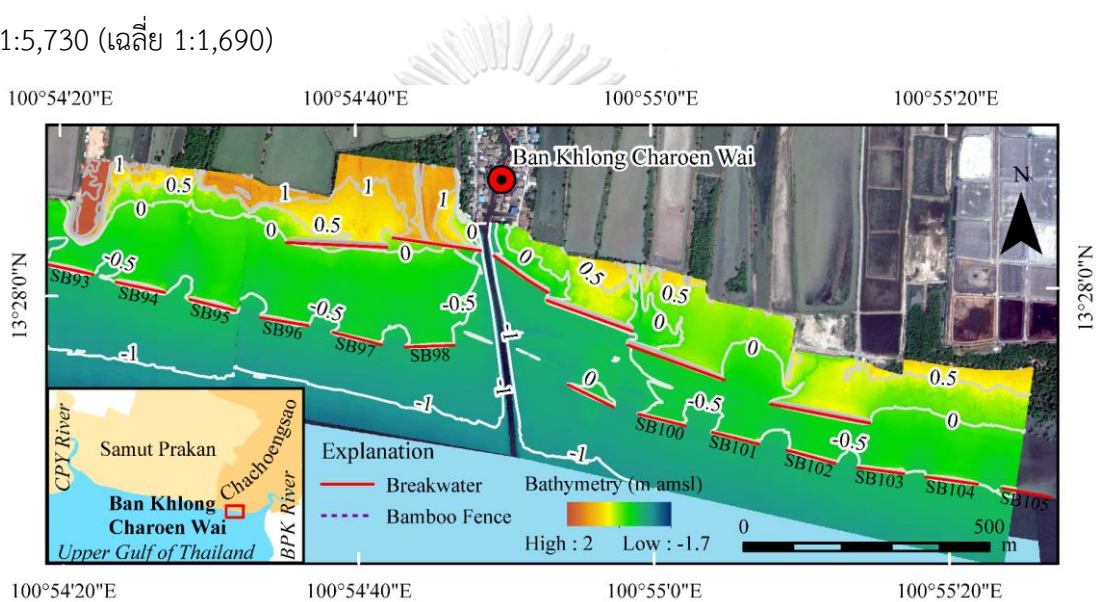 1:5,730 (เฉลี่ย 1:1,690)
100°54'20"E 100°54'40"E 100°55'0"E 100°55'20"E
Ban Khlong Charoen Wai
N
1 0.5 1 1 1
0 0 0.5 0 0
0 0.5 0.5 0
-0.5 -0.5 -0.5
13°28'0"N 13°28'0"N
SB93 SB94 SB95 SB96 SB97 SB98
-1 -1 -1 -1 -1
0 -0.5 -0.5 0.5 0
SB100 SB101 SB102 SB103 SB104 SB105
CPY River
Samut Prakan
Chachoengsao
BPK River
Ban Khlong
Charoen Wai
Upper Gulf of Thailand
Explanation
Breakwater
Bamboo Fence
Bathymetry (m amsl)
High : 2 Low : -1.7
0 500
m
100°54'20"E 100°54'40"E 100°55'0"E 100°55'20"E